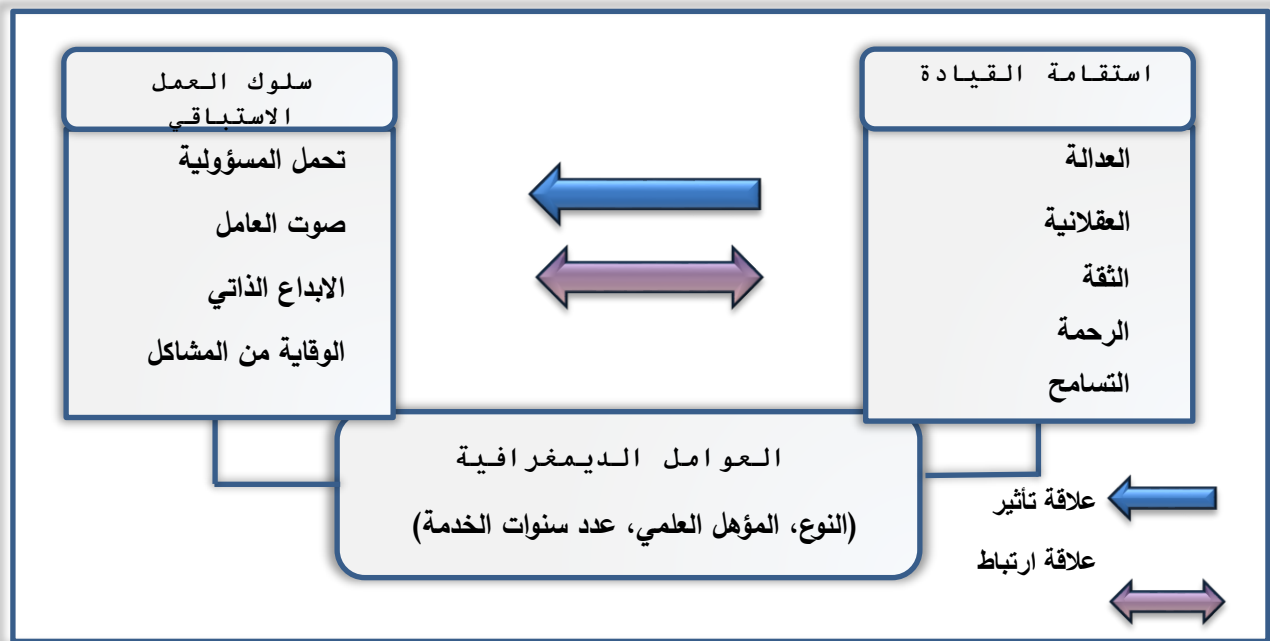 استقامة القيادة
العدالة
العقلانية
الثقة
الرحمة
التسامح
سلوك العمل
الاستباقي
تحمل المسؤولية
صوت العامل
الابداع الذاتي
الوقاية من المشاكل
العوامل الديمغرافية
(النوع، المؤهل العلمي، عدد سنوات الخدمة)
علاقة تأثير
علاقة ارتباط